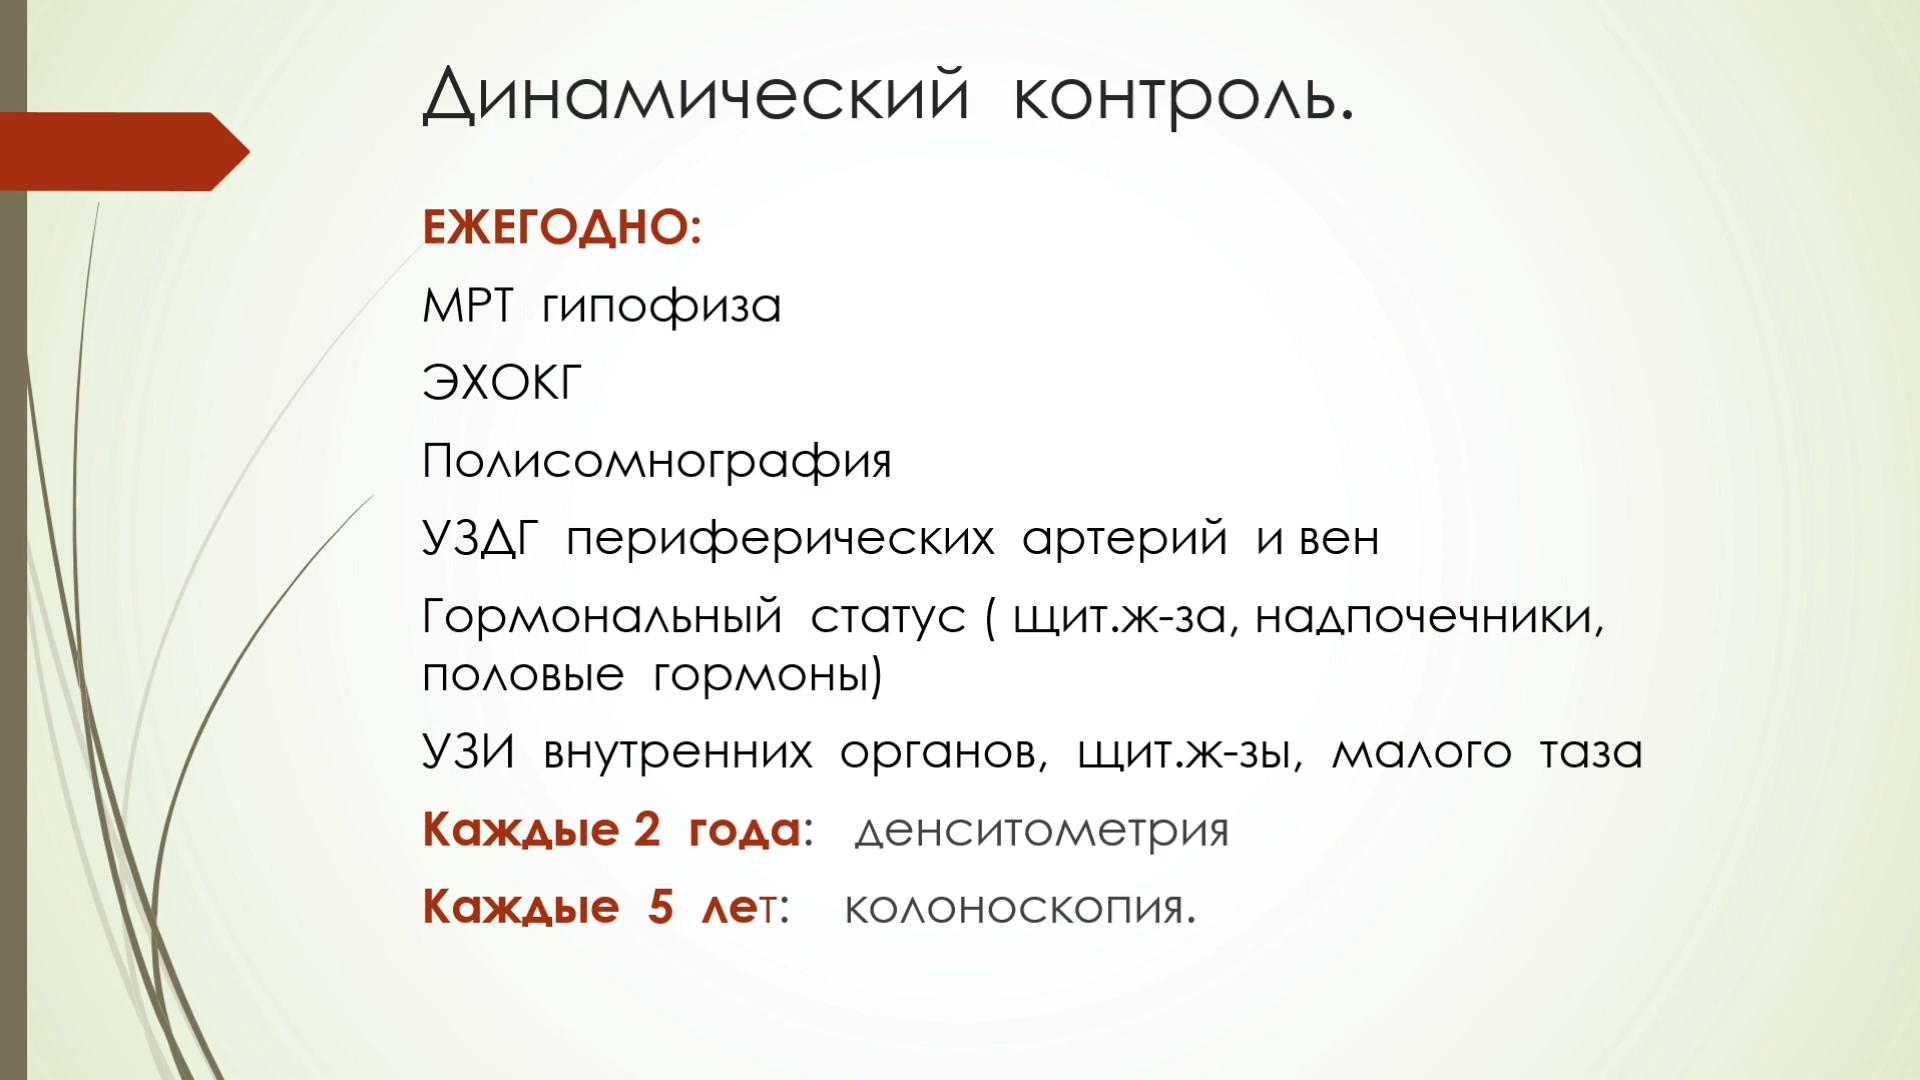 Динамический контроль.
ЕЖЕГОДНО:
МРТ гипофиза
ЭХОКГ
Полисомнография
УЗДГ периферических артерий и вен
Гормональный статус ( щит.ж-за, надпочечники,
половые гормоны)
УЗИ внутренних органов, щит.ж-зы, малого таза
Каждые 2 года: денситометрия
Каждые 5 лет: колоноскопия.